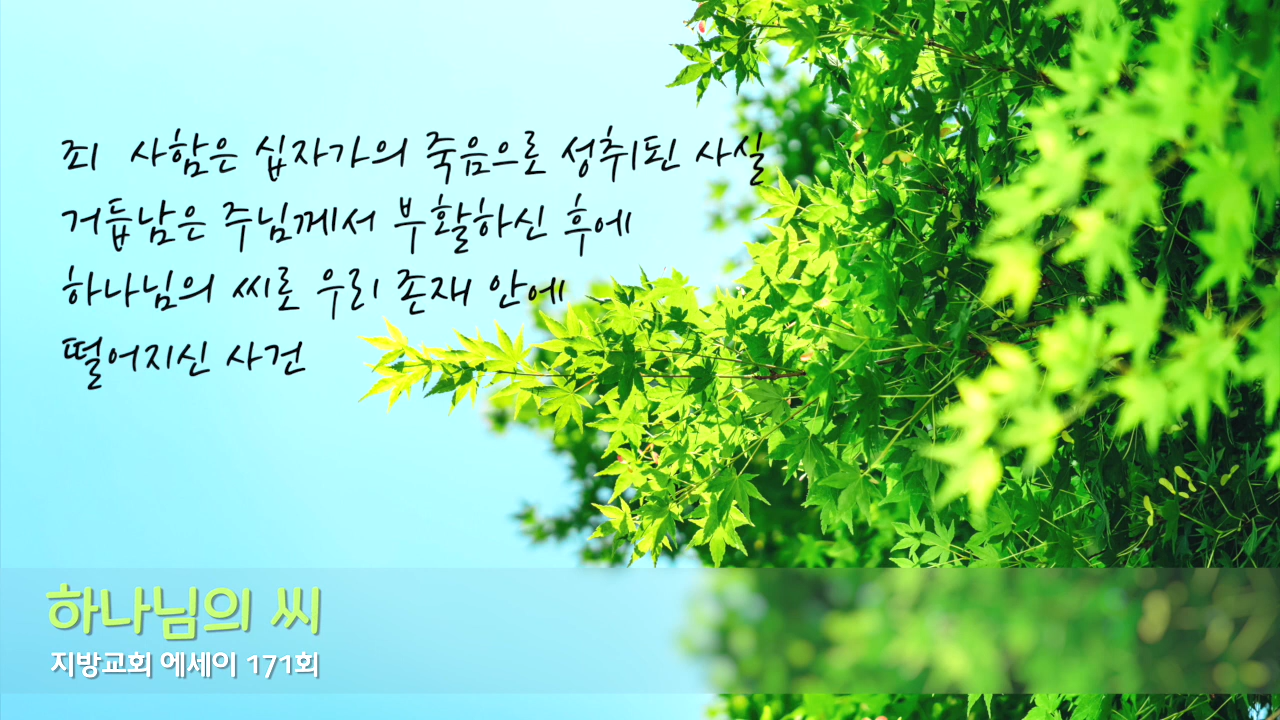 죄 사함은 십자가의 죽음으로 성취된 사실
거듭남은 주님께서 부활하신 후에
하나님의 씨로 우리 존재 안에
떨어지신 사건
하나님의 씨
지방교회 에세이 171회